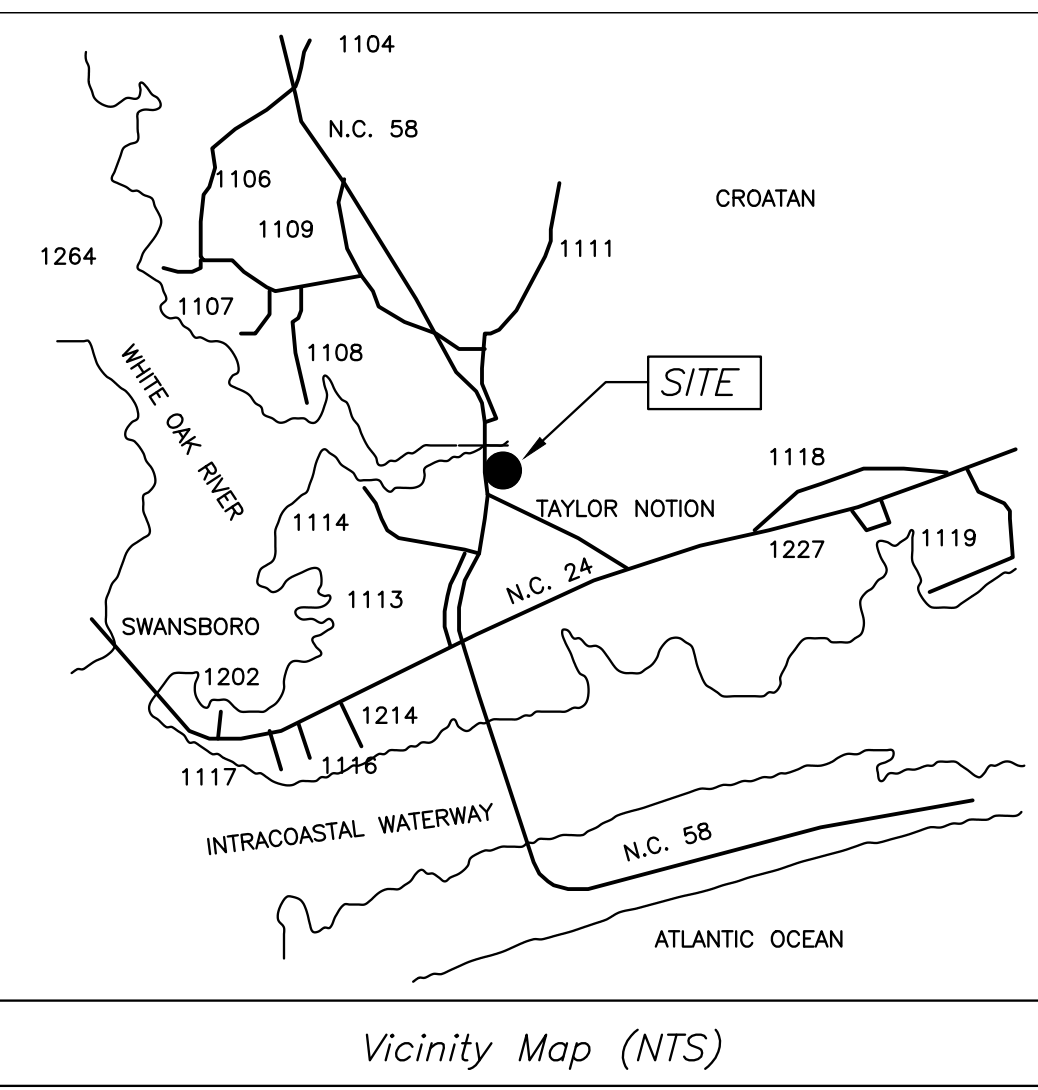 1104
N.C. 58
1106
CROATAN
1109
1111
1264
1107
1108
WHITE OAK RIVER
SITE
1118
TAYLOR NOTION
1114
1227
1119
N.C. 24
1113
SWANSBORO
1202
1214
1116
1117
INTRACOASTAL WATERWAY
N.C. 58
ATLANTIC OCEAN
Vicinity Map (NTS)